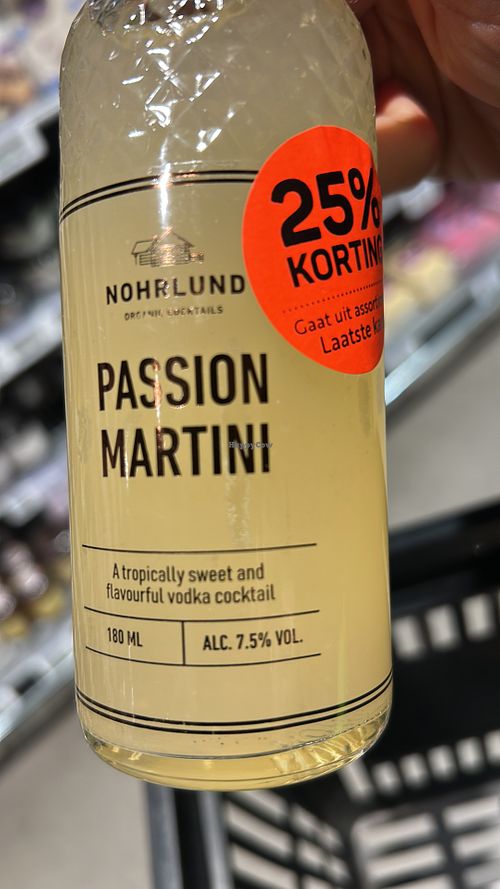 25%
KORTING
Gaat uit
Laatste
NOHRLUND
ORGANIC COCKTAILS
PASSION
MARTINI
HappyCow
A tropically sweet and
flavourful vodka cocktail
180 ML
ALC. 7.5% VOL.